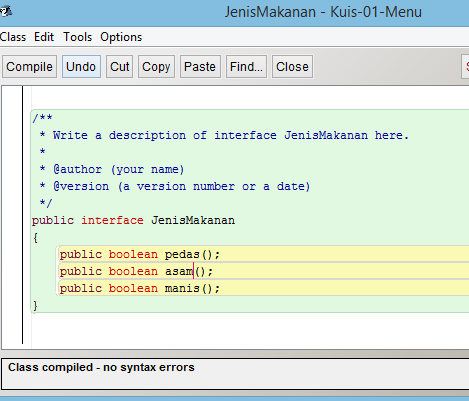 JenisMakanan - Kuis-01-Menu
Class Edit Tools Options
Compile Undo Cut Copy Paste Find... Close
/**
 * Write a description of interface JenisMakanan here.
 *
 * @author (your name)
 * @version (a version number or a date)
 */
public interface JenisMakanan
{
    public boolean pedas();
    public boolean asam();
    public boolean manis();
}
Class compiled - no syntax errors